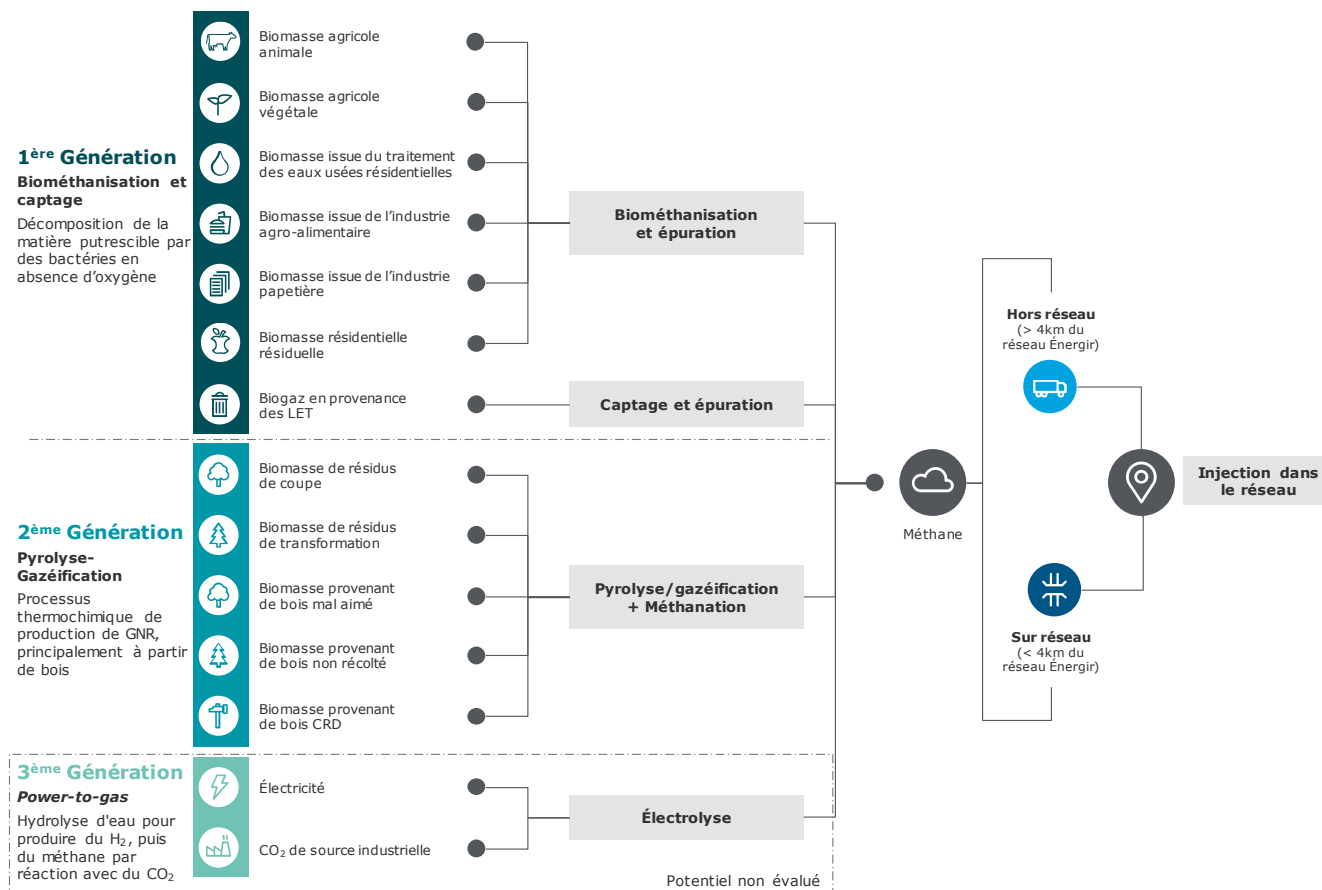 1ère Génération
Biométhanisation et
captage
Décomposition de la
matière putrescible par
des bactéries en
absence d'oxygène
Biomasse agricole
animale
Biomasse agricole
végétale
Biomasse issue du traitement
des eaux usées résidentielles
Biomasse issue de l'industrie
agro-alimentaire
Biomasse issue de l'industrie
papetière
Biomasse résidentielle
résiduelle
Biogaz en provenance
des LET
Biométhanisation
et épuration
Captage et épuration
2ème Génération
Pyrolyse-
Gazéification
Processus
thermochimique de
production de GNR,
principalement à partir
de bois
Biomasse de résidus
de coupe
Biomasse de résidus
de transformation
Biomasse provenant
de bois mal aimé
Biomasse provenant
de bois non récolté
Biomasse provenant
de bois CRD
Pyrolyse/gazéification
+ Méthanation
3ème Génération
Power-to-gas
Hydrolyse d'eau pour
produire du H₂, puis
du méthane par
réaction avec du CO₂
Électricité
CO₂ de source industrielle
Électrolyse
Potentiel non évalué
Méthane
Hors réseau
(> 4km du
réseau Énergir)
Sur réseau
(< 4km du
réseau Énergir)
Injection dans
le réseau